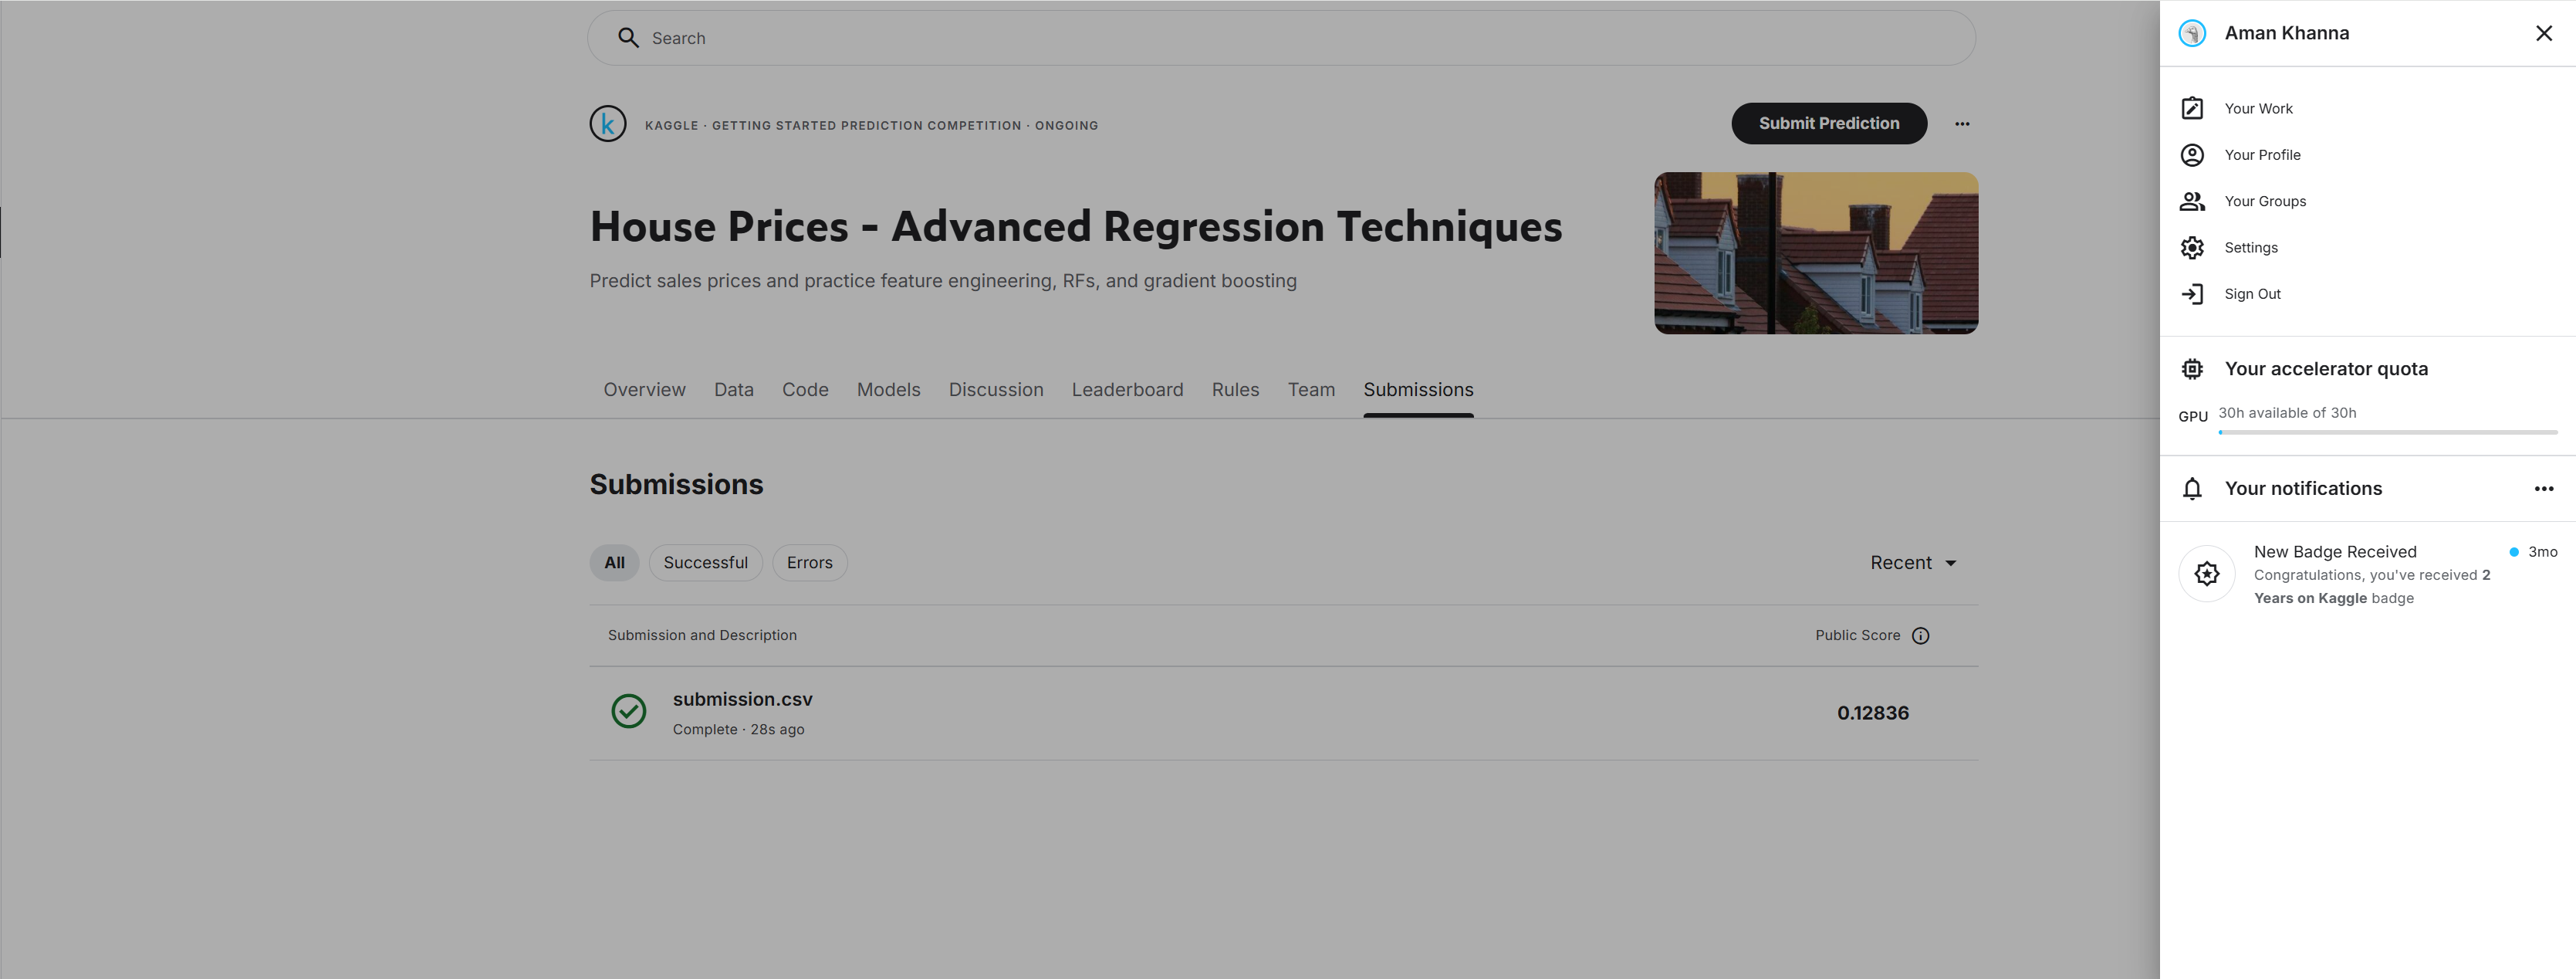 Search
k
KAGGLE · GETTING STARTED PREDICTION COMPETITION · ONGOING
Submit Prediction
House Prices - Advanced Regression Techniques
Predict sales prices and practice feature engineering, RFs, and gradient boosting
Overview Data Code Models Discussion Leaderboard Rules Team Submissions
Submissions
All Successful Errors
Recent
Submission and Description Public Score
submission.csv
Complete · 28s ago
0.12836
Aman Khanna
Your Work
Your Profile
Your Groups
Settings
Sign Out
Your accelerator quota
GPU 30h available of 30h
Your notifications
New Badge Received 3mo
Congratulations, you've received 2
Years on Kaggle badge